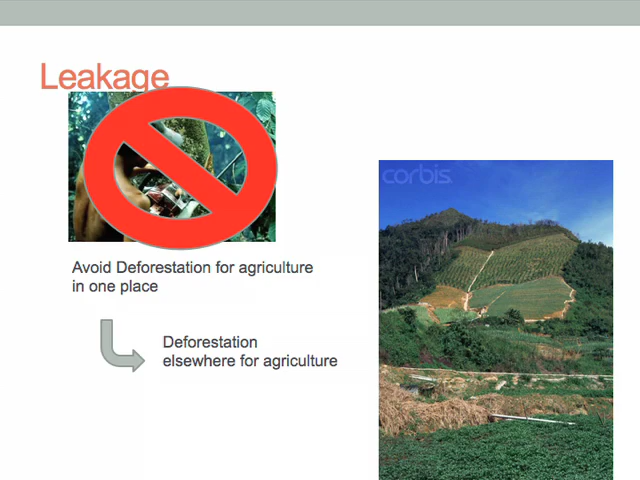 Leakage
corbis.
Avoid Deforestation for agriculture
in one place
Deforestation
elsewhere for agriculture